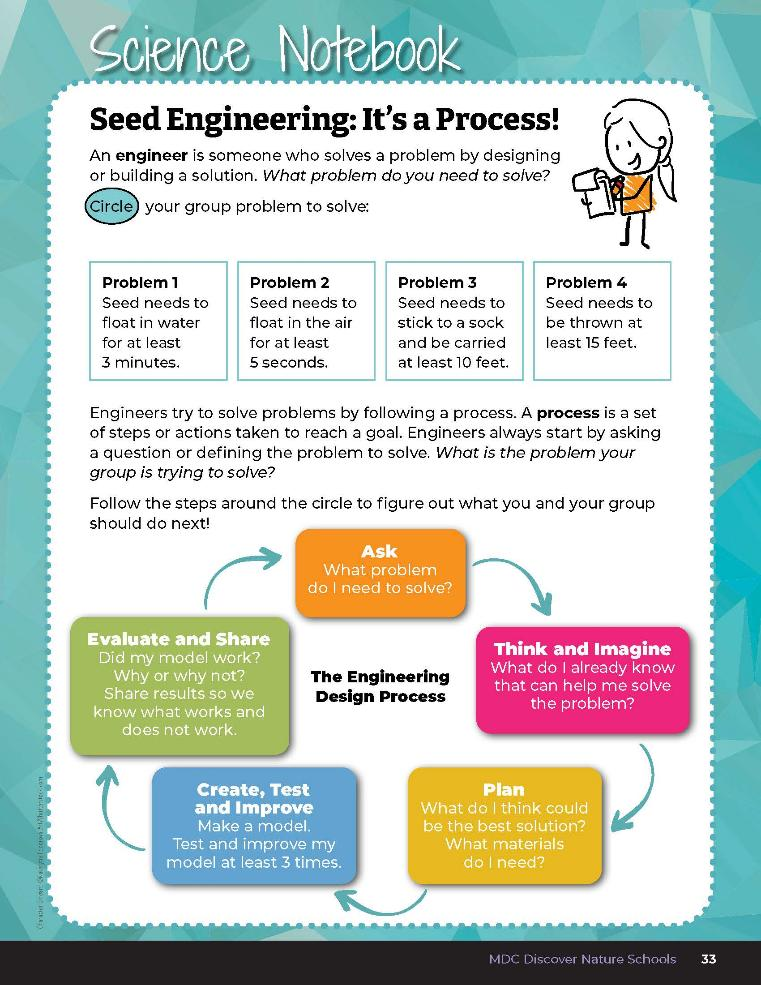 Science Notebook
Seed Engineering: It's a Process!
An engineer is someone who solves a problem by designing
or building a solution. What problem do you need to solve?
Circle your group problem to solve:
Problem 1
Seed needs to
float in water
for at least
3 minutes.
Problem 2
Seed needs to
float in the air
for at least
5 seconds.
Problem 3
Seed needs to
stick to a sock
and be carried
at least 10 feet.
Problem 4
Seed needs to
be thrown at
least 15 feet.
Engineers try to solve problems by following a process. A process is a set
of steps or actions taken to reach a goal. Engineers always start by asking
a question or defining the problem to solve. What is the problem your
group is trying to solve?
Follow the steps around the circle to figure out what you and your group
should do next!
Ask
What problem
do I need to solve?
Think and Imagine
What do I already know
that can help me solve
the problem?
Plan
What do I think could
be the best solution?
What materials
do I need?
Create, Test
and Improve
Make a model.
Test and improve my
model at least 3 times.
Evaluate and Share
Did my model work?
Why or why not?
Share results so we
know what works and
does not work.
The Engineering
Design Process
MDC Discover Nature Schools 33